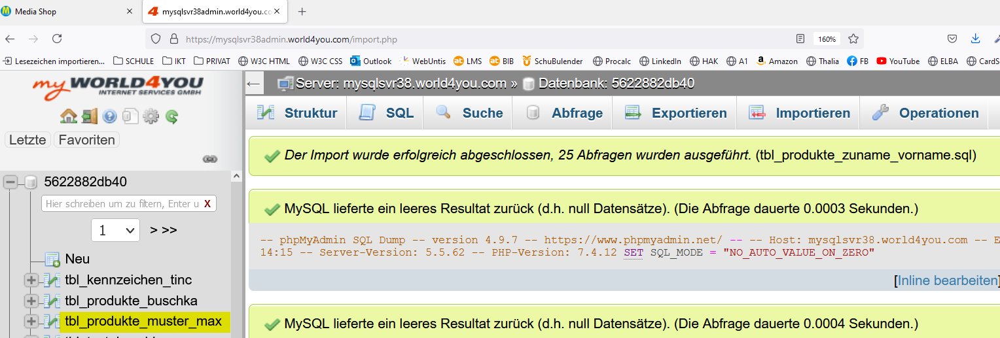 Media Shop
mysqlsvr38admin.world4you.co
https://mysqlsvr38admin.world4you.com/import.php
160%
Lesezeichen importieren...
SCHULE
IKT
PRIVAT
W3C HTML
W3C CSS
Outlook
WebUntis
LMS
BIB
SchuBulender
Procalc
LinkedIn
HAK
A1
Amazon
Thalia
FB
YouTube
ELBA
CardS
my WORLD4YOU
INTERNET SERVICES GMBH
Letzte
Favoriten
5622882db40
Hier schreiben um zu filtern, Enter u X
1 > >>
Neu
tbl_kennzeichen_tinc
tbl_produkte_buschka
tbl_produkte_muster_max
Server: mysqlsvr38.world4you.com » Datenbank: 5622882db40
Struktur
SQL
Suche
Abfrage
Exportieren
Importieren
Operationen
Der Import wurde erfolgreich abgeschlossen, 25 Abfragen wurden ausgeführt. (tbl_produkte_zuname_vorname.sql)
MySQL lieferte ein leeres Resultat zurück (d.h. null Datensätze). (Die Abfrage dauerte 0.0003 Sekunden.)
-- phpMyAdmin SQL Dump -- version 4.9.7 -- https://www.phpmyadmin.net/ -- -- Host: mysqlsvr38.world4you.com -- E
14:15 -- Server-Version: 5.5.62 -- PHP-Version: 7.4.12 SET SQL_MODE = "NO_AUTO_VALUE_ON_ZERO"
[Inline bearbeiten]
MySQL lieferte ein leeres Resultat zurück (d.h. null Datensätze). (Die Abfrage dauerte 0.0004 Sekunden.)